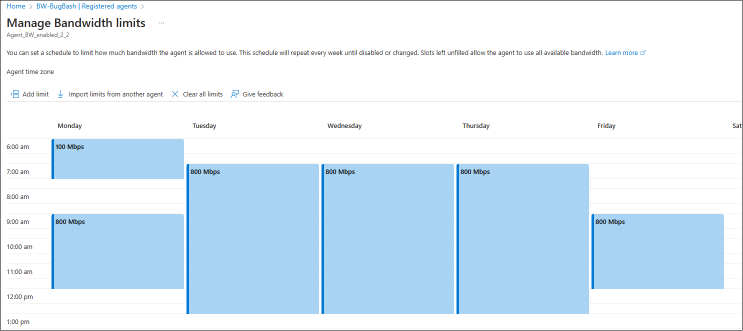 Home > BW-BugBash | Registered agents >
Manage Bandwidth limits ...
Agent_BW_enabled_2_2
You can set a schedule to limit how much bandwidth the agent is allowed to use. This schedule will repeat every week until disabled or changed. Slots left unfilled allow the agent to use all available bandwidth. Learn more
Agent time zone
Add limit Import limits from another agent Clear all limits Give feedback
Monday Tuesday Wednesday Thursday Friday Sat
6:00 am 100 Mbps
7:00 am 800 Mbps 800 Mbps 800 Mbps
8:00 am
9:00 am 800 Mbps 800 Mbps
10:00 am
11:00 am
12:00 pm
1:00 pm